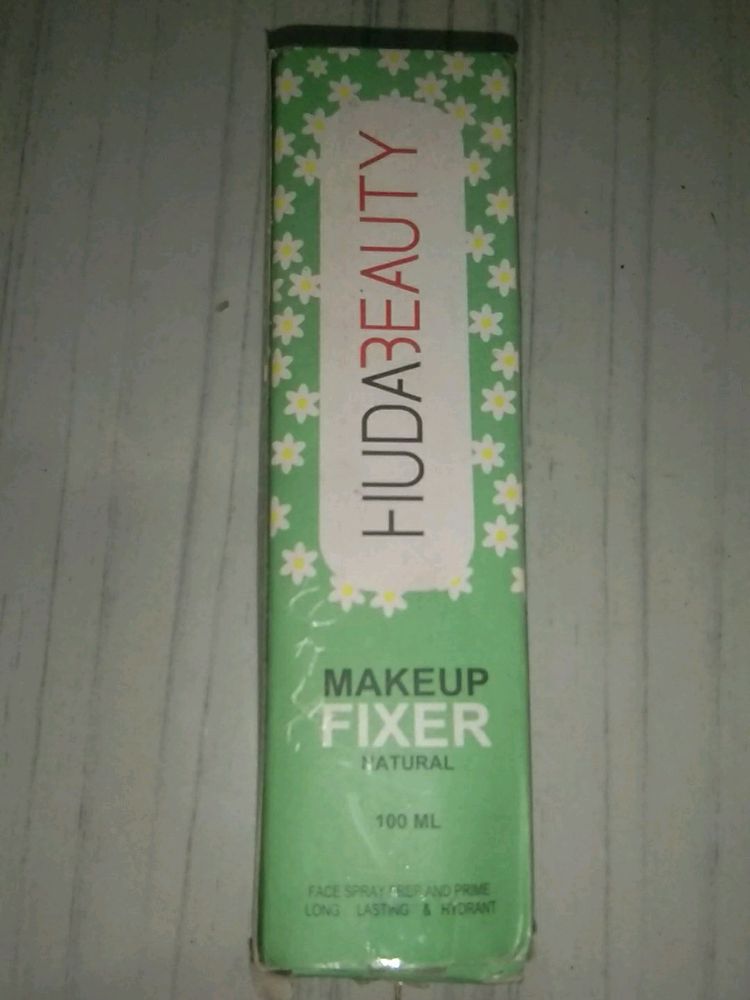 HUDABEAUTY
MAKEUP
FIXER
NATURAL
100 ML
FACE SPRAY PREP AND PRIME
LONG LASTING & HYDRANT